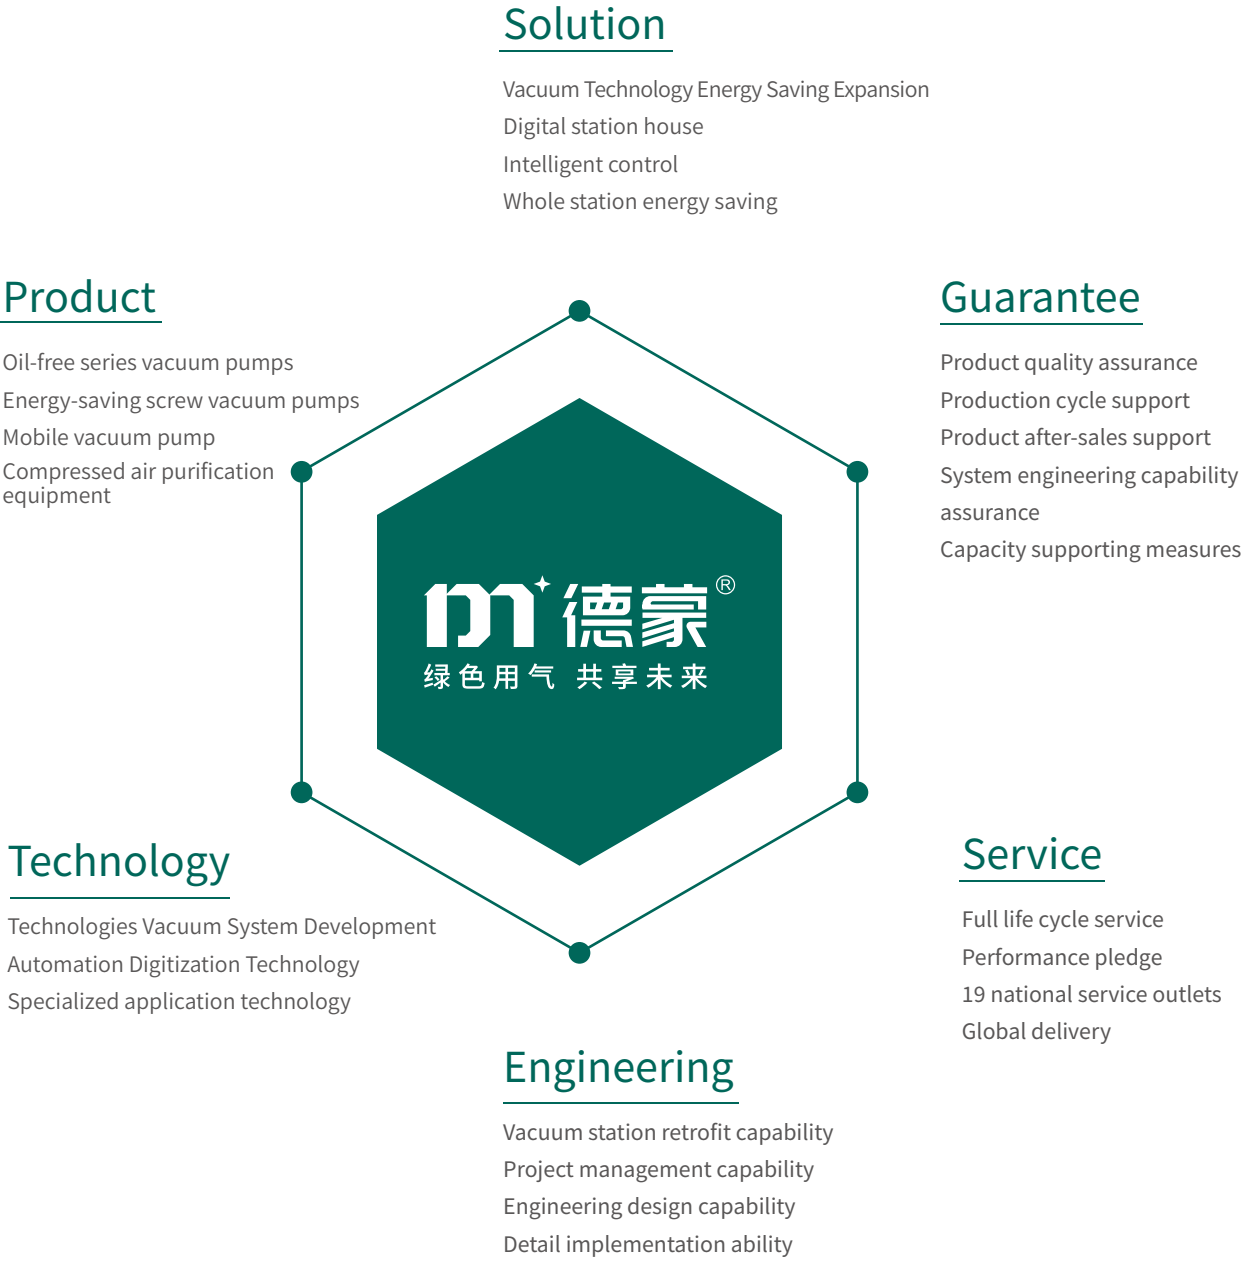 Solution
Vacuum Technology Energy Saving Expansion
Digital station house
Intelligent control
Whole station energy saving
Product
Oil-free series vacuum pumps
Energy-saving screw vacuum pumps
Mobile vacuum pump
Compressed air purification
equipment
Guarantee
Product quality assurance
Production cycle support
Product after-sales support
System engineering capability
assurance
Capacity supporting measures
m 德蒙®
绿色用气 共享未来
Technology
Technologies Vacuum System Development
Automation Digitization Technology
Specialized application technology
Service
Full life cycle service
Performance pledge
19 national service outlets
Global delivery
Engineering
Vacuum station retrofit capability
Project management capability
Engineering design capability
Detail implementation ability